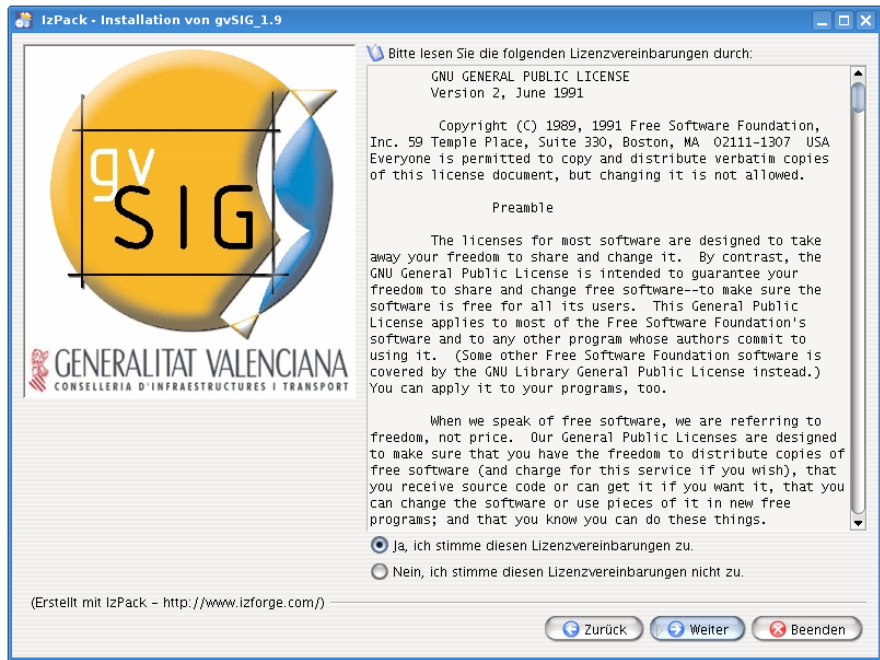 IzPack - Installation von gvSIG_1.9
gv
SIG
GENERALITAT VALENCIANA
CONSELLERIA D'INFRAESTRUCTURES I TRANSPORT
Bitte lesen Sie die folgenden Lizenzvereinbarungen durch:
GNU GENERAL PUBLIC LICENSE
Version 2, June 1991
Copyright (C) 1989, 1991 Free Software Foundation,
Inc. 59 Temple Place, Suite 330, Boston, MA  02111-1307  USA
Everyone is permitted to copy and distribute verbatim copies
of this license document, but changing it is not allowed.
Preamble
The licenses for most software are designed to take
away your freedom to share and change it.  By contrast, the
GNU General Public License is intended to guarantee your
freedom to share and change free software--to make sure the
software is free for all its users.  This General Public
License applies to most of the Free Software Foundation's
software and to any other program whose authors commit to
using it.  (Some other Free Software Foundation software is
covered by the GNU Library General Public License instead.)
You can apply it to your programs, too.
When we speak of free software, we are referring to
freedom, not price.  Our General Public Licenses are designed
to make sure that you have the freedom to distribute copies of
free software (and charge for this service if you wish), that
you receive source code or can get it if you want it, that you
can change the software or use pieces of it in new free
programs; and that you know you can do these things.
Ja, ich stimme diesen Lizenzvereinbarungen zu.
Nein, ich stimme diesen Lizenzvereinbarungen nicht zu.
(Erstellt mit IzPack - http://www.izforge.com/)
Zurück
Weiter
Beenden